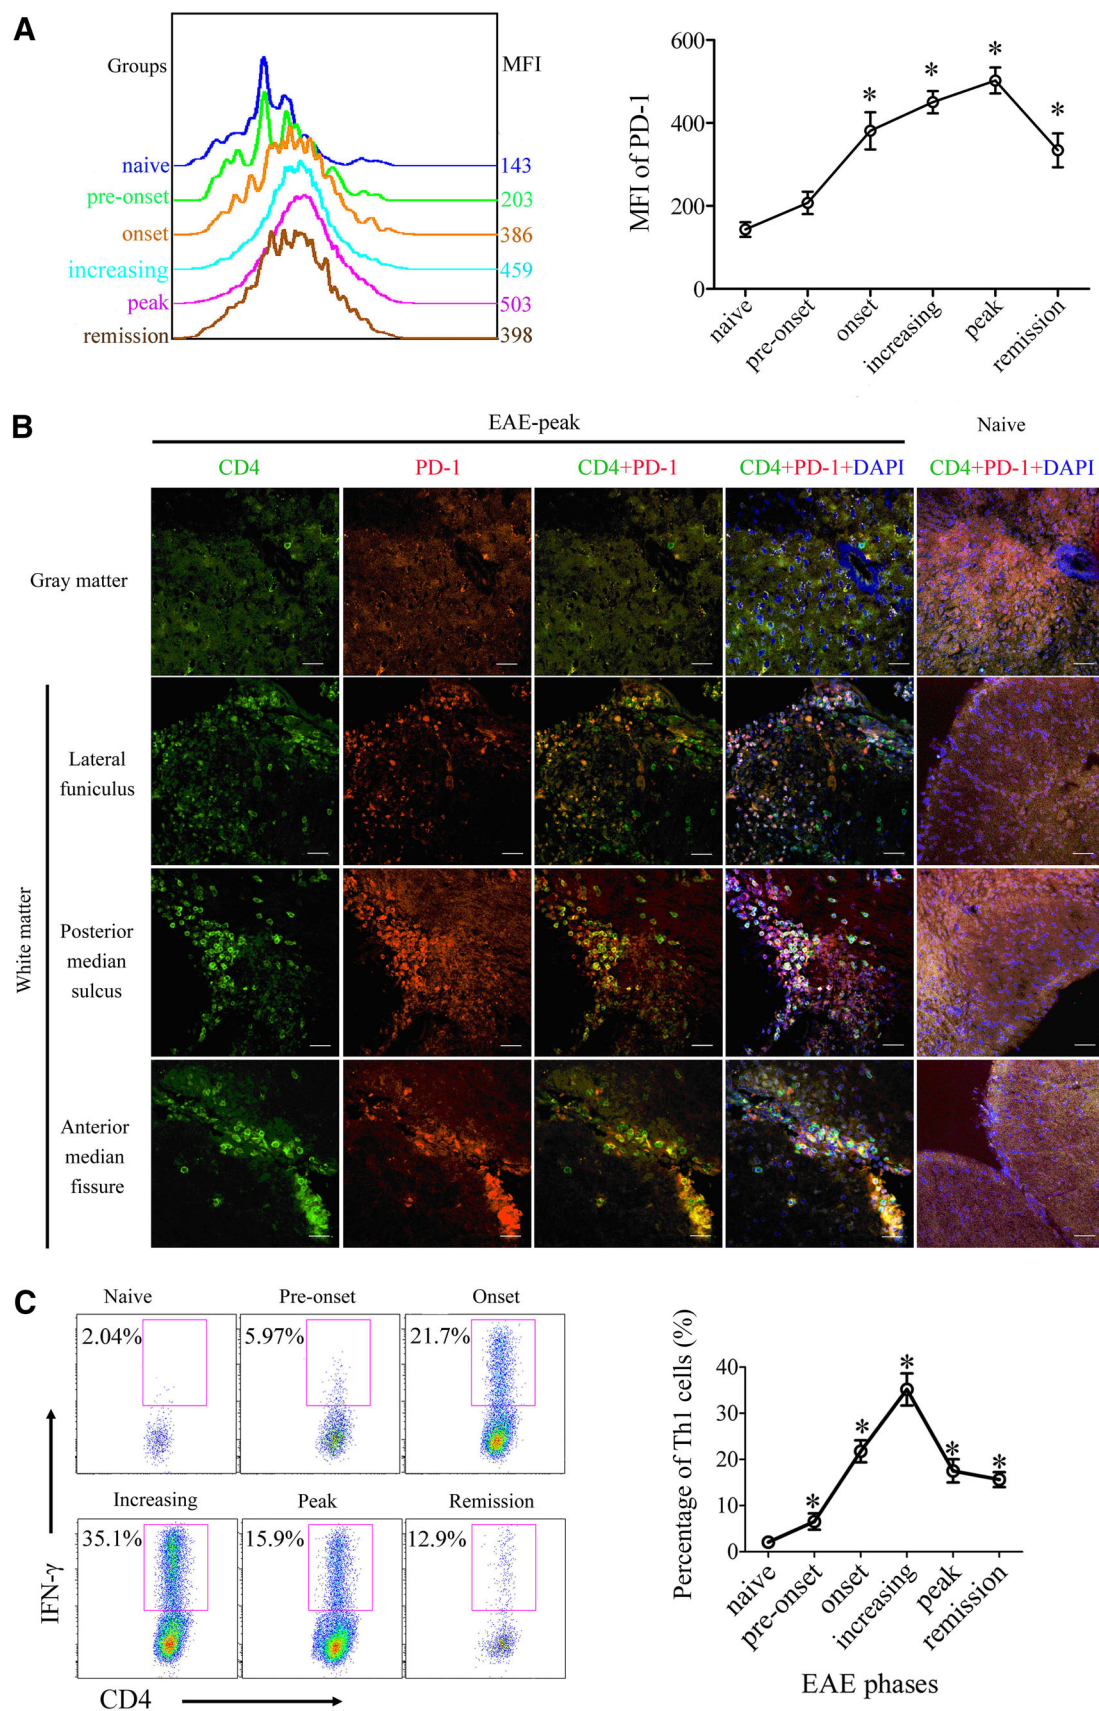 A
Groups
MFI
naive
143
pre-onset
203
onset
386
increasing
459
peak
503
remission
398
MFI of PD-1
600
400
200
0
*
*
*
*
naive
pre-onset
onset
increasing
peak
remission
B
EAE-peak
Naive
CD4
PD-1
CD4+PD-1
CD4+PD-1+DAPI
CD4+PD-1+DAPI
Gray matter
White matter
Lateral
funiculus
Posterior
median
sulcus
Anterior
median
fissure
C
Naive
Pre-onset
Onset
2.04%
5.97%
21.7%
Increasing
Peak
Remission
35.1%
15.9%
12.9%
IFN-γ
CD4
Percentage of Th1 cells (%)
40
30
20
10
0
*
*
*
*
*
naive
pre-onset
onset
increasing
peak
remission
EAE phases